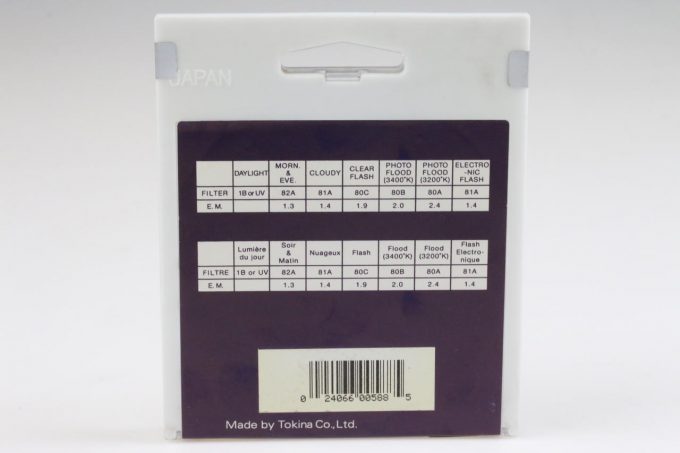 JAPAN
DAYLIGHT MORN. & EVE. CLOUDY CLEAR FLASH PHOTO FLOOD (3400°K) PHOTO FLOOD (3200°K) ELECTRO -NIC FLASH
FILTER 1B or UV 82A 81A 80C 80B 80A 81A
E.M. 1.3 1.4 1.9 2.0 2.4 1.4
Lumière du jour Soir & Matin Nuageux Flash Flood (3400°K) Flood (3200°K) Flash Electro- nique
FILTRE 1B or UV 82A 81A 80C 80B 80A 81A
E.M. 1.3 1.4 1.9 2.0 2.4 1.4
0 24066 00588 5
Made by Tokina Co., Ltd.